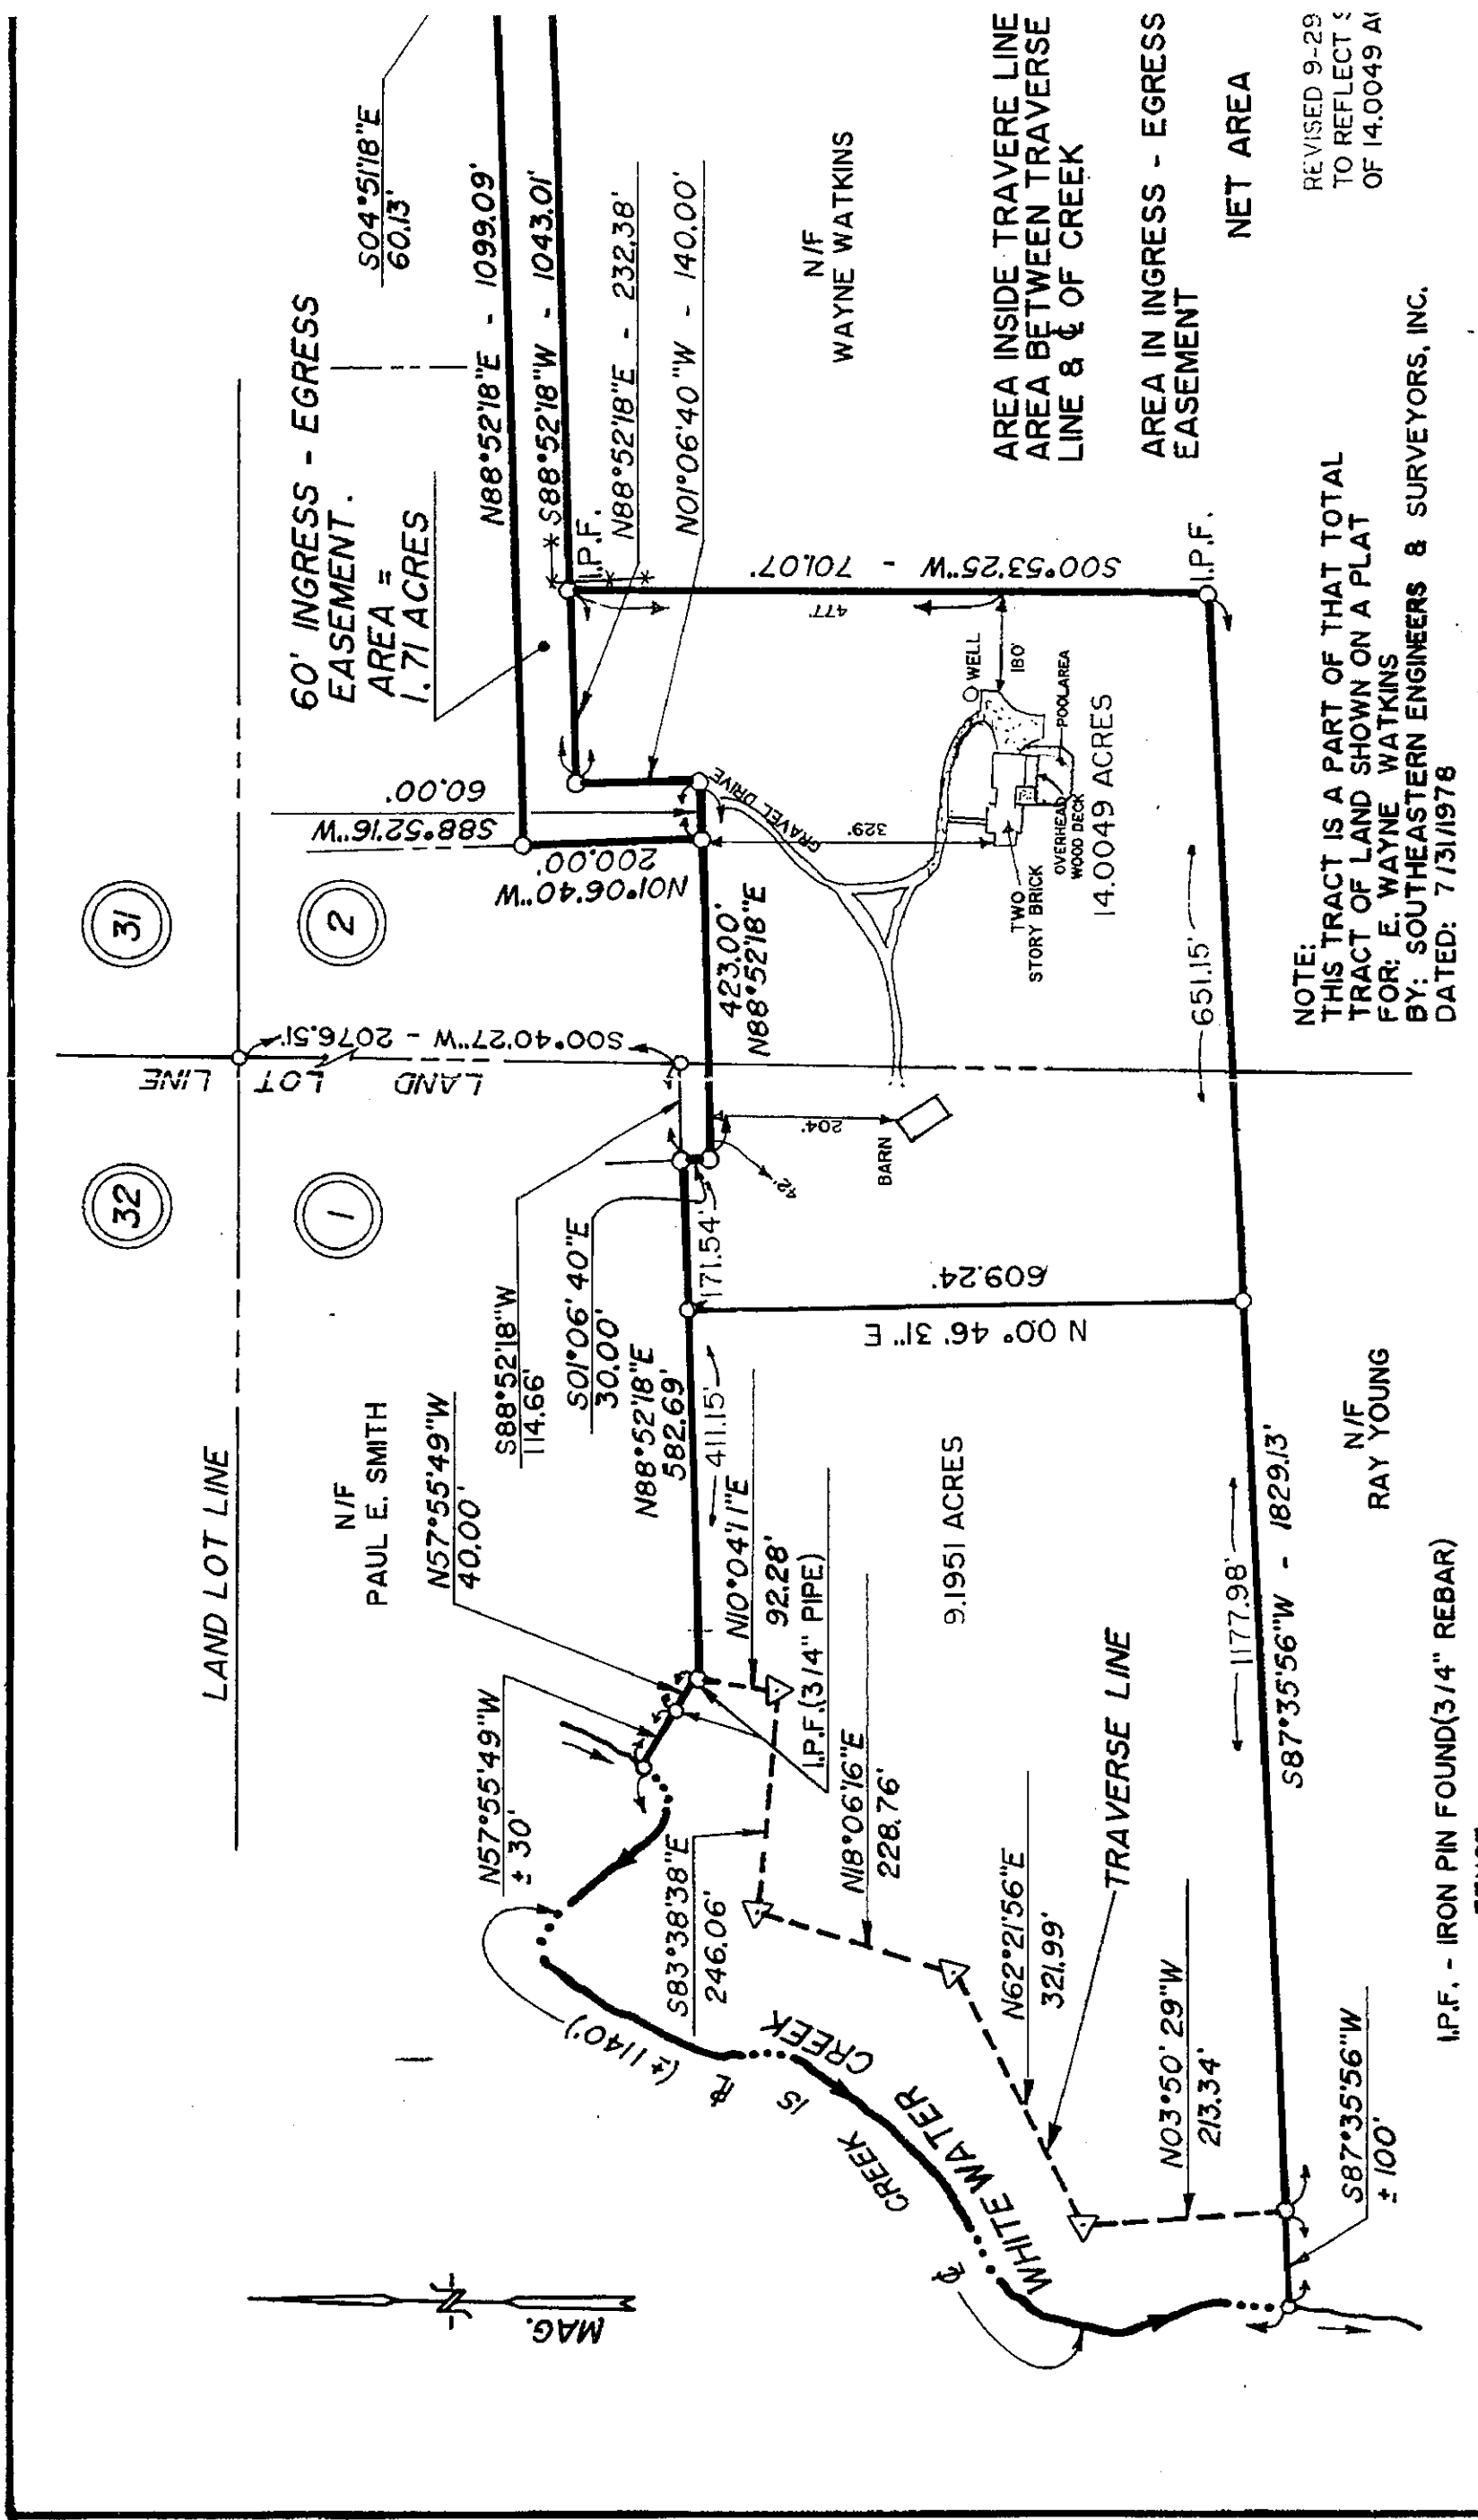 LAND LOT LINE
32
31
1
2
LAND LOT LINE
S00°40'27"W - 2076.51'
60' INGRESS - EGRESS
EASEMENT.
AREA =
1.71 ACRES
S04°51'18"E
60.13'
N88°52'18"E - 1099.09'
S88°52'18"W - 1043.01'
N88°52'18"E - 232.38'
N01°06'40"W - 140.00'
S88°52'16"W
60.00'
N01°06'40"W
200.00'
I.P.F.
N/F
PAUL E. SMITH
N57°55'49"W
40.00'
N57°55'49"W
± 30'
S88°52'18"W
114.66'
S01°06'40"E
30.00'
N88°52'18"E
582.69'
171.54'
411.15'
423.00'
N88°52'18"E
N10°04'11"E
92.28'
I.P.F.(3/4" PIPE)
S83°38'38"E
246.06'
N18°06'16"E
228.76'
N62°21'56"E
321.99'
N03°50'29"W
213.34'
TRAVERSE LINE
(±1140')
CREEK IS
WHITEWATER CREEK
MAG.
GRAVEL DRIVE
329'
204'
42'
BARN
WELL
180'
477'
S00°53'25"W - 701.07'
I.P.F.
TWO
STORY BRICK
OVERHEAD
WOOD DECK
POOLAREA
14.0049 ACRES
9.1951 ACRES
N 00° 46' 31" E
609.24'
651.15'
1177.98'
S87°35'56"W - 1829.13'
S87°35'56"W
± 100'
N/F
RAY YOUNG
N/F
WAYNE WATKINS
AREA INSIDE TRAVERE LINE
AREA BETWEEN TRAVERSE
LINE & ℄ OF CREEK
AREA IN INGRESS - EGRESS
EASEMENT
NET AREA
REVISED 9-29
TO REFLECT
OF 14.0049
NOTE:
THIS TRACT IS A PART OF THAT TOTAL
TRACT OF LAND SHOWN ON A PLAT
FOR: E. WAYNE WATKINS
BY: SOUTHEASTERN ENGINEERS & SURVEYORS, INC.
DATED: 7/31/1978
I.P.F. - IRON PIN FOUND(3/4" REBAR)